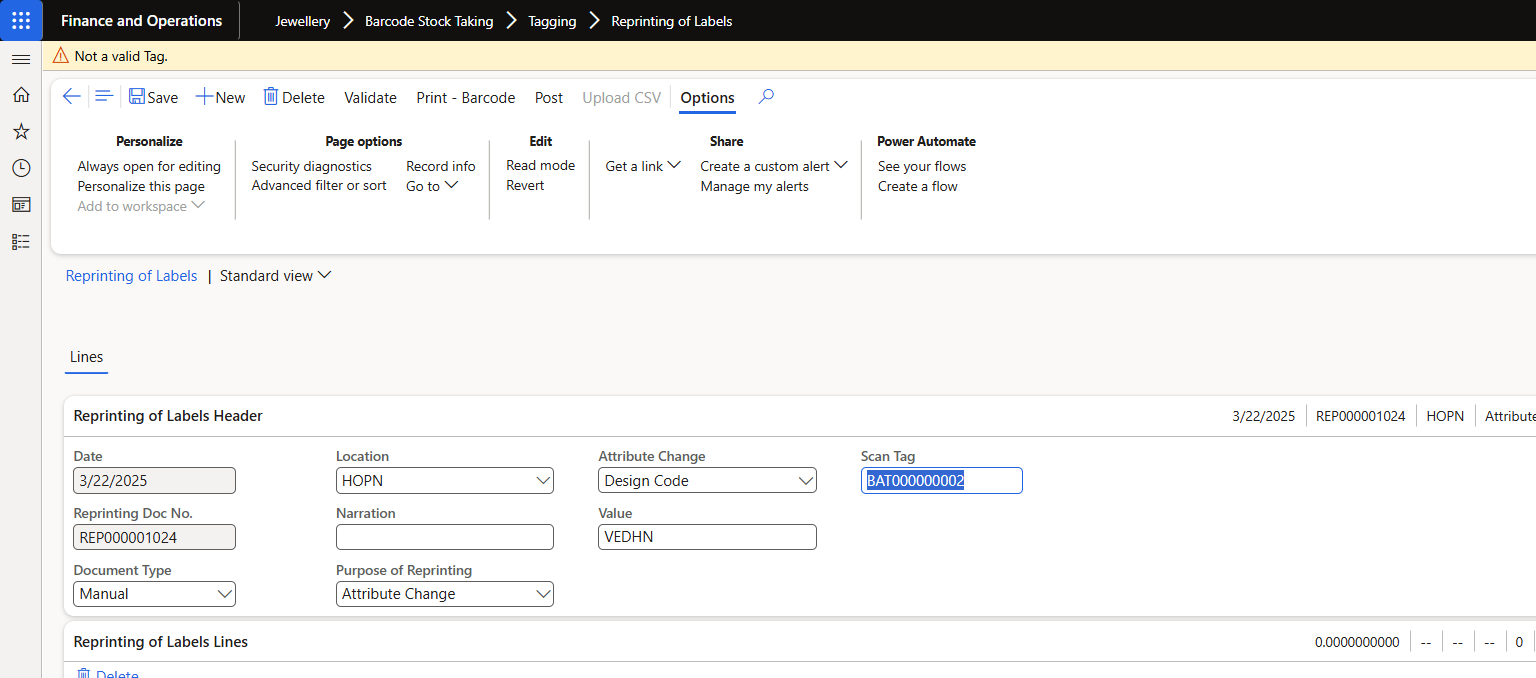 Finance and Operations Jewellery Barcode Stock Taking Tagging Reprinting of Labels
Not a valid Tag.
Save New Delete Validate Print - Barcode Post Upload CSV Options
Personalize Page options Edit Share Power Automate
Always open for editing Security diagnostics Record info Read mode Get a link Create a custom alert See your flows
Personalize this page Advanced filter or sort Go to Revert Manage my alerts Create a flow
Add to workspace
Reprinting of Labels | Standard view
Lines
Reprinting of Labels Header 3/22/2025 REP000001024 HOPN Attribute
Date Location Attribute Change Scan Tag
3/22/2025 HOPN Design Code BAT000000002
Reprinting Doc No. Narration Value
REP000001024 VEDHN
Document Type Purpose of Reprinting
Manual Attribute Change
Reprinting of Labels Lines 0.0000000000 -- -- -- 0
Delete